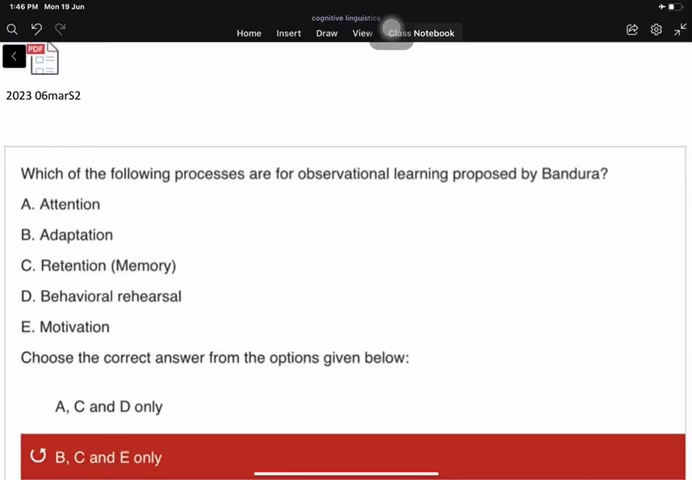 1:46 PM Mon 19 Jun
cognitive linguistics
Home Insert Draw View Class Notebook
PDF
2023 06marS2
Which of the following processes are for observational learning proposed by Bandura?
A. Attention
B. Adaptation
C. Retention (Memory)
D. Behavioral rehearsal
E. Motivation
Choose the correct answer from the options given below:
A, C and D only
B, C and E only